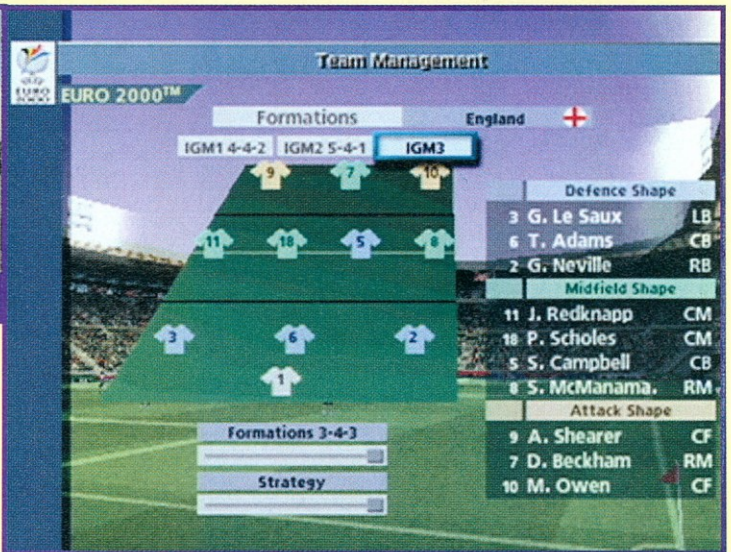 Team Management
EURO
2000
EURO 2000™
Formations England
IGM1 4-4-2 IGM2 5-4-1 IGM3
9 7 10
11 18 5 8
3 6 2
1
Defence Shape
3 G. Le Saux LB
6 T. Adams CB
2 G. Neville RB
Midfield Shape
11 J. Redknapp CM
18 P. Scholes CM
5 S. Campbell CB
8 S. McManama. RM
Attack Shape
9 A. Shearer CF
7 D. Beckham RM
10 M. Owen CF
Formations 3-4-3
Strategy